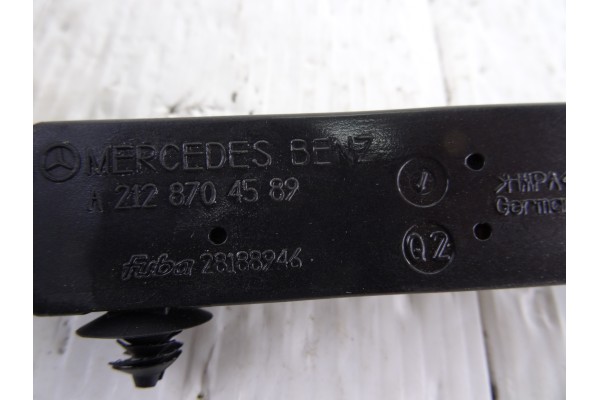 MERCEDES BENZ
A 212 870 45 89
fuba 28188946
Q2